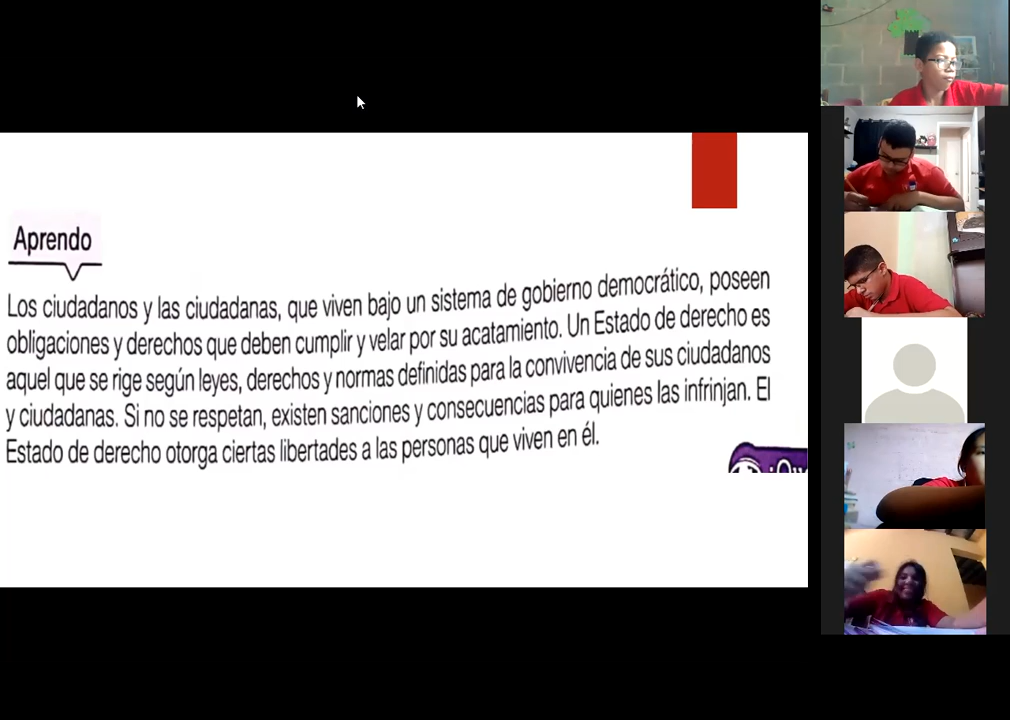 Aprendo
Los ciudadanos y las ciudadanas, que viven bajo un sistema de gobierno democrático, poseen
obligaciones y derechos que deben cumplir y velar por su acatamiento. Un Estado de derecho es
aquel que se rige según leyes, derechos y normas definidas para la convivencia de sus ciudadanos
y ciudadanas. Si no se respetan, existen sanciones y consecuencias para quienes las infrinjan. El
Estado de derecho otorga ciertas libertades a las personas que viven en él.